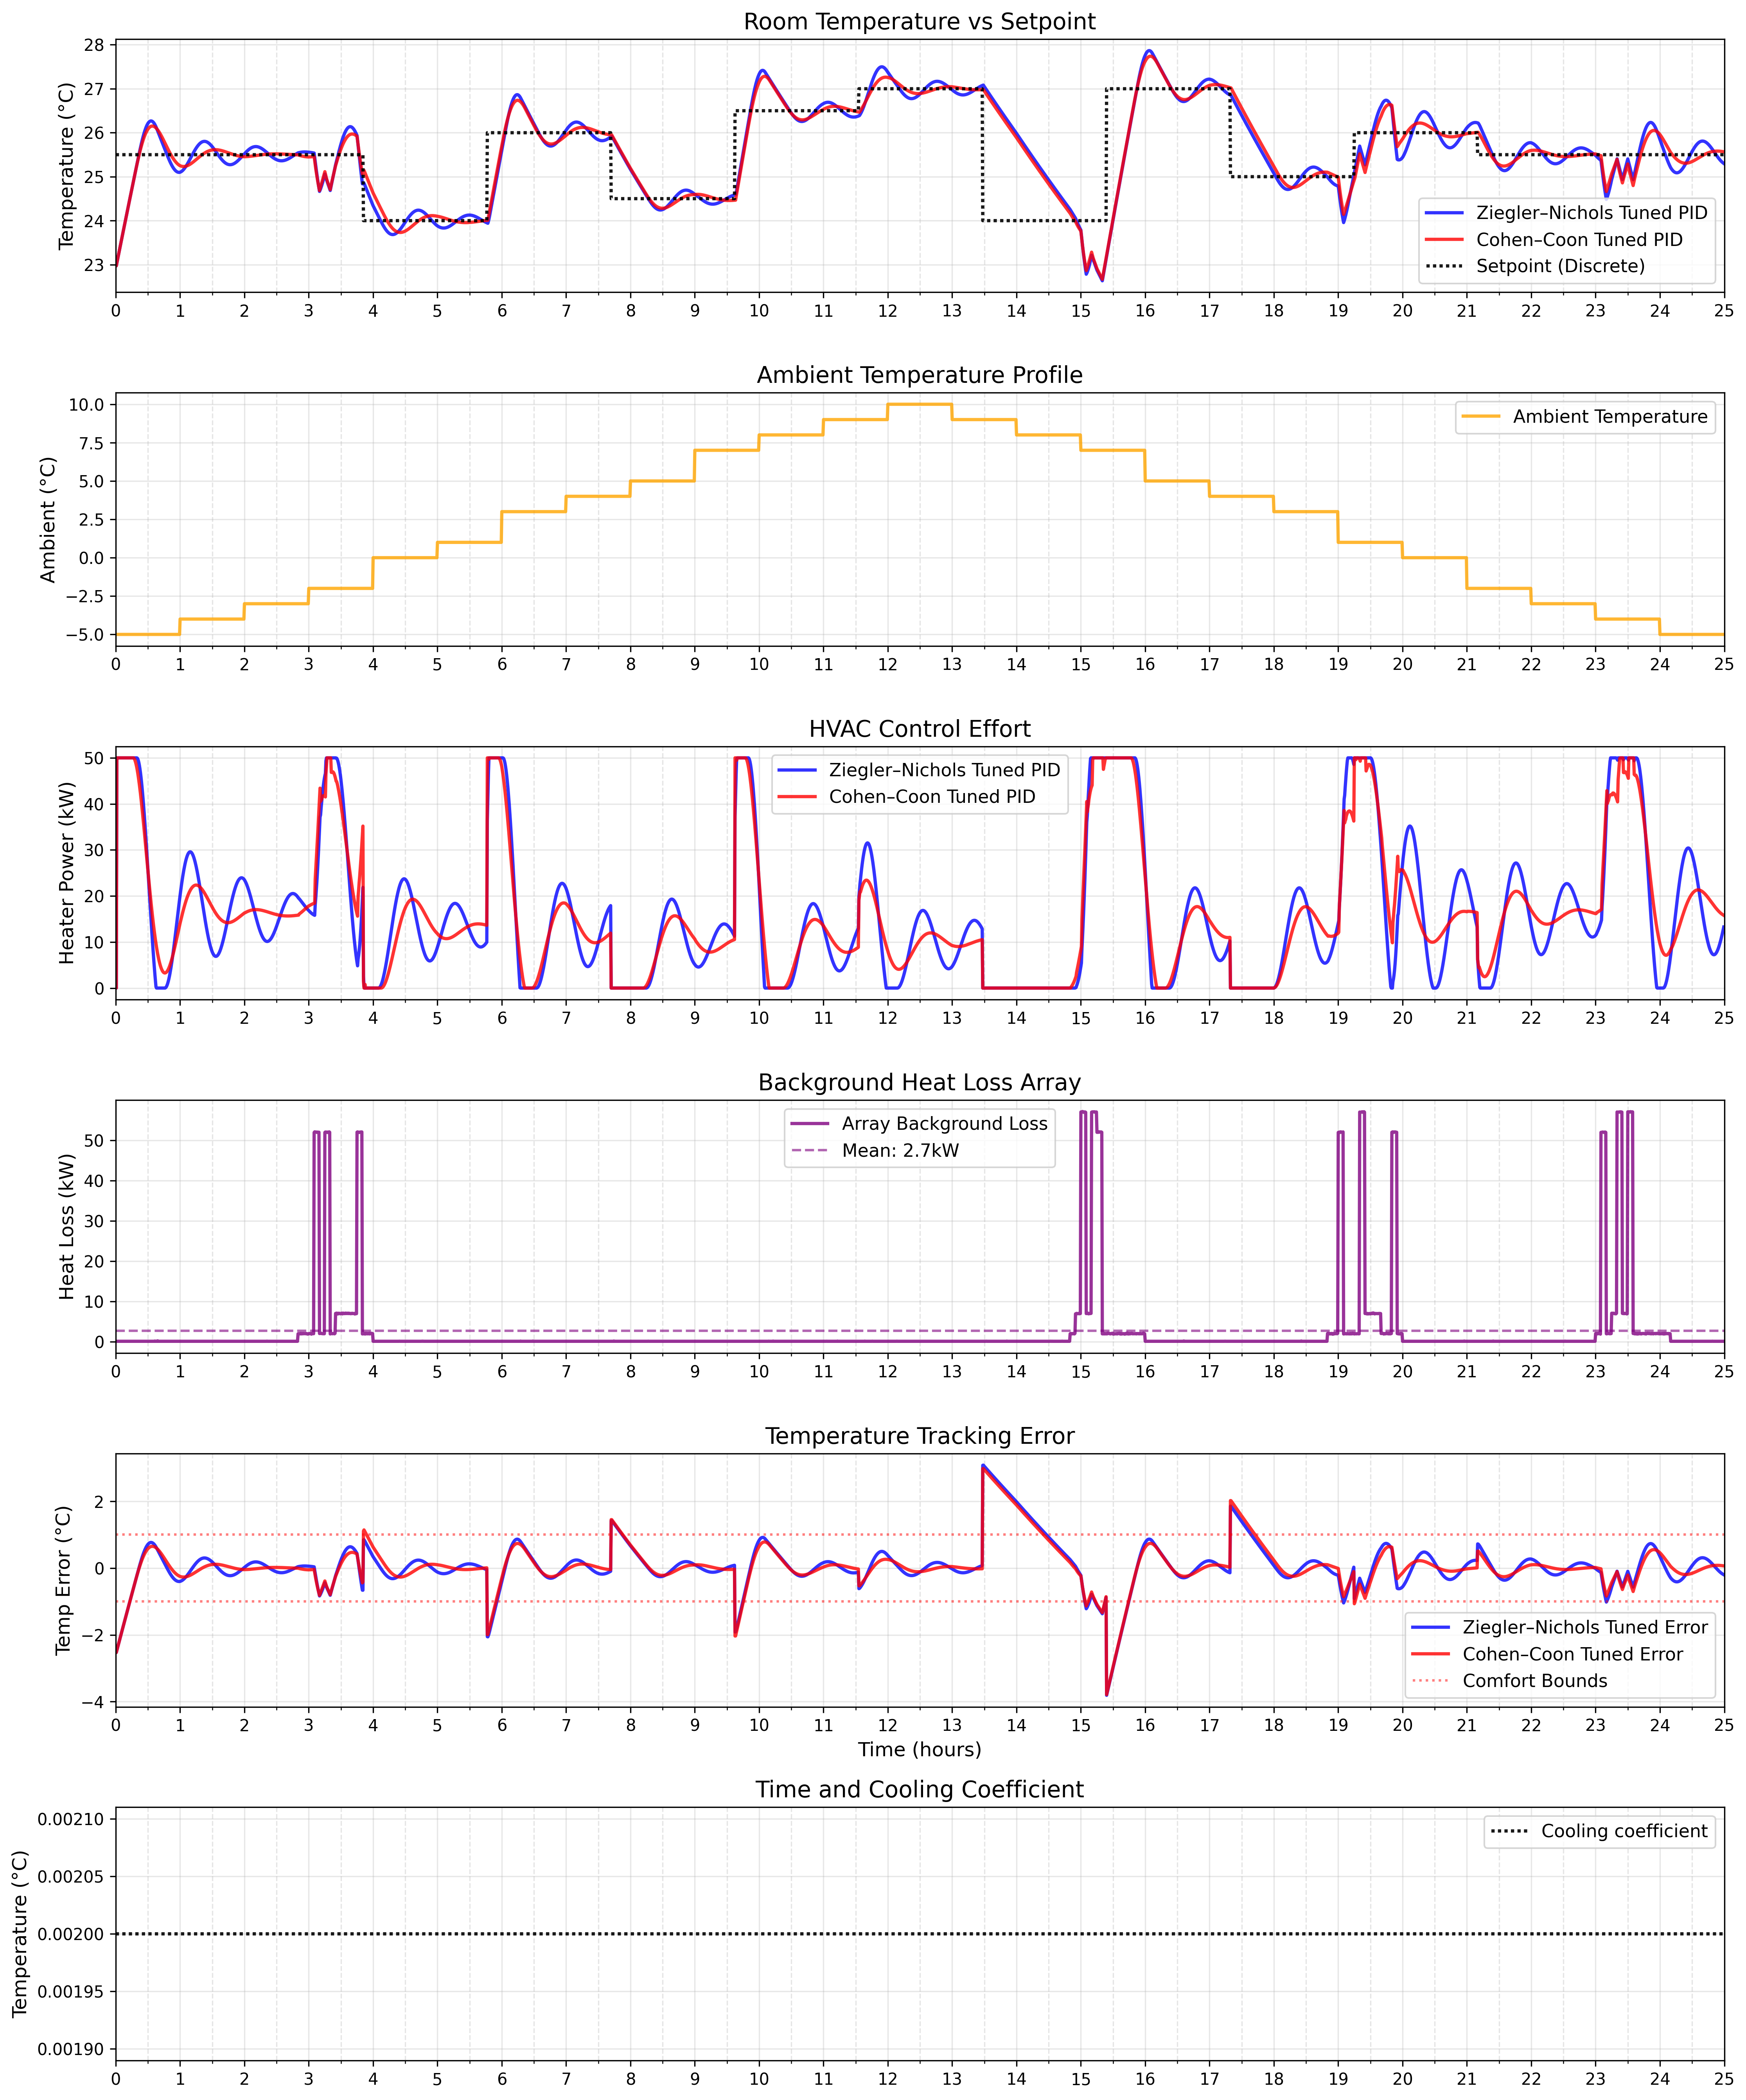 Room Temperature vs Setpoint
Temperature (°C)
28
27
26
25
24
23
Ziegler–Nichols Tuned PID
Cohen–Coon Tuned PID
Setpoint (Discrete)
0 1 2 3 4 5 6 7 8 9 10 11 12 13 14 15 16 17 18 19 20 21 22 23 24 25
Ambient Temperature Profile
Ambient (°C)
10.0
7.5
5.0
2.5
0.0
−2.5
−5.0
Ambient Temperature
0 1 2 3 4 5 6 7 8 9 10 11 12 13 14 15 16 17 18 19 20 21 22 23 24 25
HVAC Control Effort
Heater Power (kW)
50
40
30
20
10
0
Ziegler–Nichols Tuned PID
Cohen–Coon Tuned PID
0 1 2 3 4 5 6 7 8 9 10 11 12 13 14 15 16 17 18 19 20 21 22 23 24 25
Background Heat Loss Array
Heat Loss (kW)
50
40
30
20
10
0
Array Background Loss
Mean: 2.7kW
0 1 2 3 4 5 6 7 8 9 10 11 12 13 14 15 16 17 18 19 20 21 22 23 24 25
Temperature Tracking Error
Temp Error (°C)
2
0
−2
−4
Ziegler–Nichols Tuned Error
Cohen–Coon Tuned Error
Comfort Bounds
0 1 2 3 4 5 6 7 8 9 10 11 12 13 14 15 16 17 18 19 20 21 22 23 24 25
Time (hours)
Time and Cooling Coefficient
Temperature (°C)
0.00210
0.00205
0.00200
0.00195
0.00190
Cooling coefficient
0 1 2 3 4 5 6 7 8 9 10 11 12 13 14 15 16 17 18 19 20 21 22 23 24 25